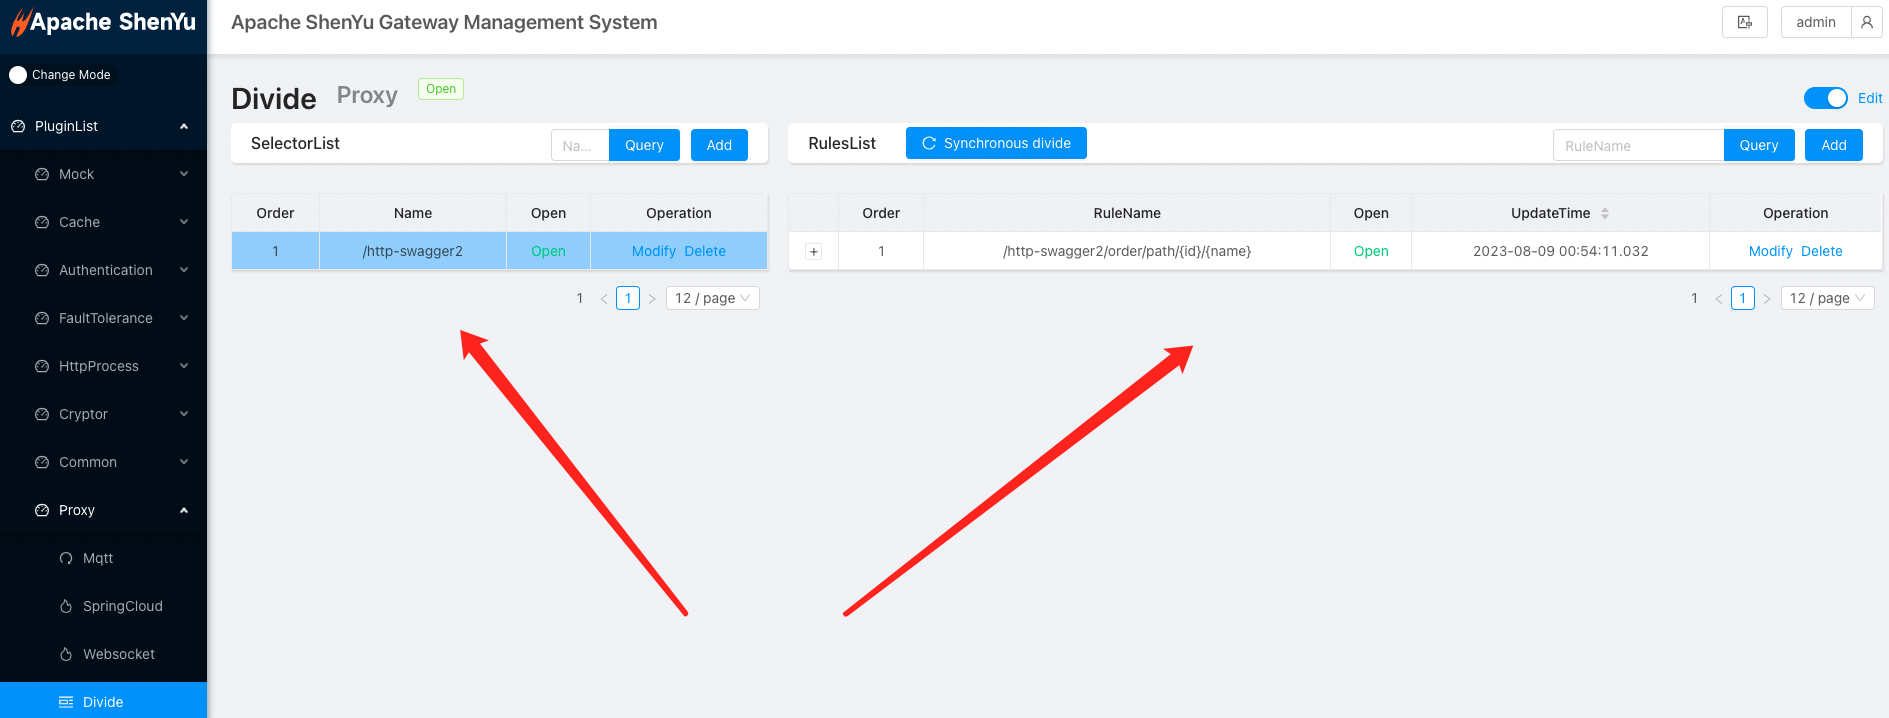 Apache ShenYu
Apache ShenYu Gateway Management System
admin
Change Mode
PluginList
Mock
Cache
Authentication
FaultTolerance
HttpProcess
Cryptor
Common
Proxy
Mqtt
SpringCloud
Websocket
Divide
Divide Proxy Open
Edit
SelectorList Na... Query Add
Order Name Open Operation
1 /http-swagger2 Open Modify Delete
1 < 1 > 12 / page
RulesList Synchronous divide RuleName Query Add
Order RuleName Open UpdateTime Operation
+ 1 /http-swagger2/order/path/{id}/{name} Open 2023-08-09 00:54:11.032 Modify Delete
1 < 1 > 12 / page